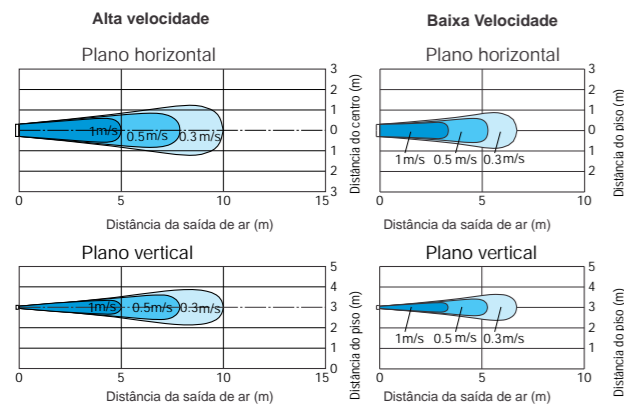 Alta velocidade
Plano horizontal
3
2
1
0
1
2
3
1m/s
0.5m/s
0.3m/s
0
5
10
15
Distância do centro (m)
Distância da saída de ar (m)
Plano vertical
5
4
3
2
1
0
1m/s
0.5m/s
0.3m/s
0
5
10
15
Distância do piso (m)
Distância da saída de ar (m)
Baixa Velocidade
Plano horizontal
3
2
1
0
1
2
3
1m/s
0.5 m/s
0.3m/s
0
5
10
Distância do piso (m)
Distância da saída de ar (m)
Plano vertical
5
4
3
2
1
0
1m/s
0.5 m/s
0.3m/s
0
5
10
Distância do piso (m)
Distância da saída de ar (m)